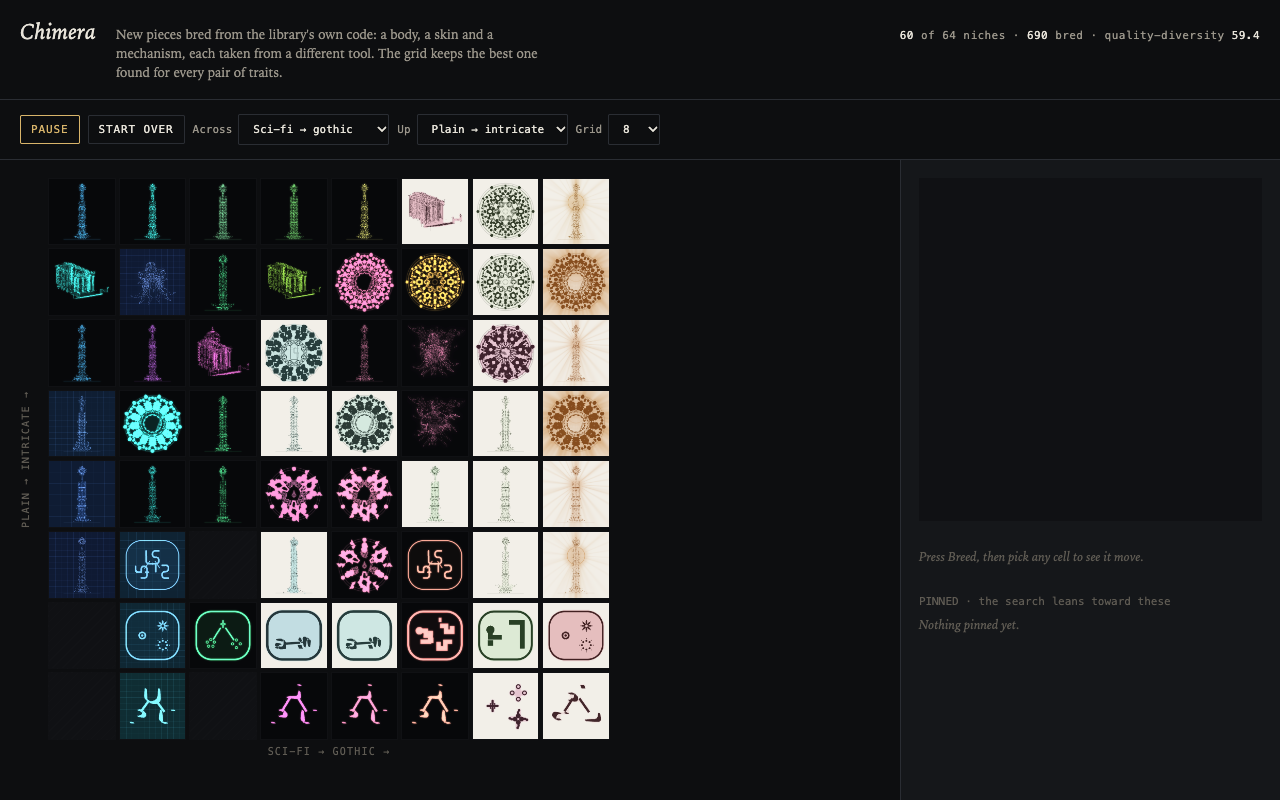 Chimera
New pieces bred from the library's own code: a body, a skin and a
mechanism, each taken from a different tool. The grid keeps the best one
found for every pair of traits.
60 of 64 niches · 690 bred · quality-diversity 59.4
PAUSE
START OVER
Across
Sci-fi → gothic
Up
Plain → intricate
Grid
8
PLAIN → INTRICATE →
SCI-FI → GOTHIC →
Press Breed, then pick any cell to see it move.
PINNED · the search leans toward these
Nothing pinned yet.